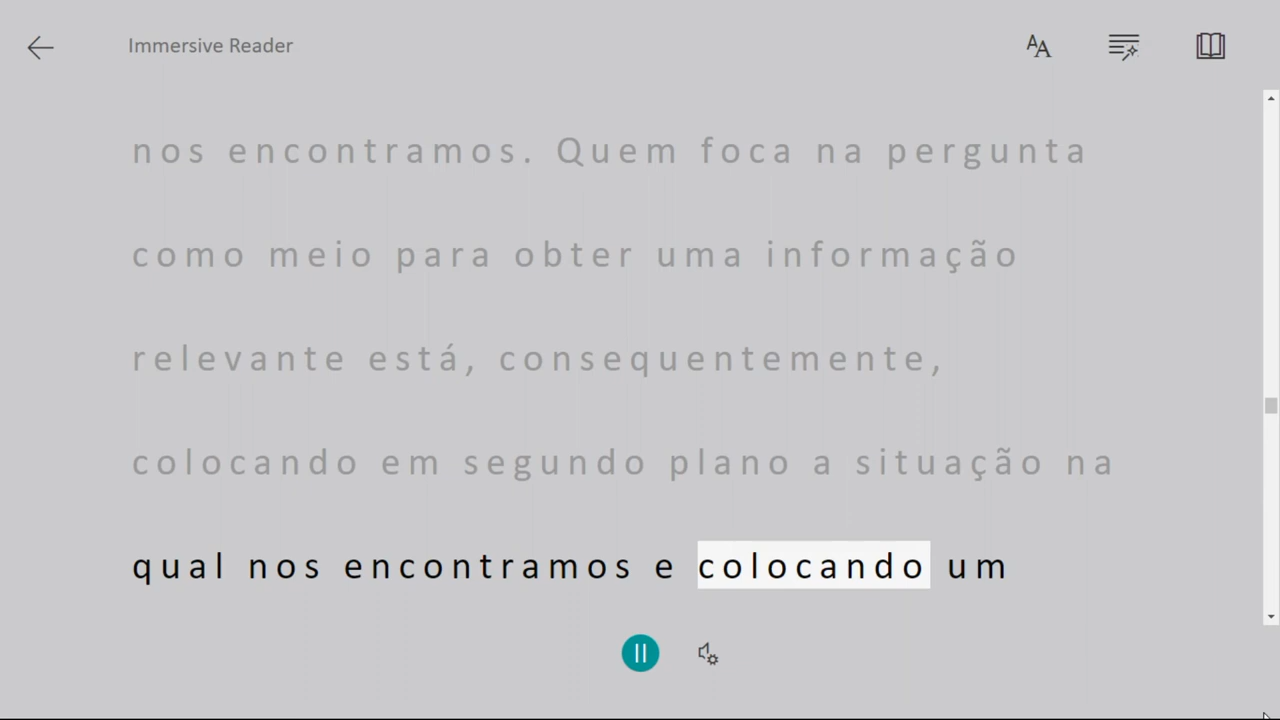 Immersive Reader
nos encontramos. Quem foca na pergunta
como meio para obter uma informação
relevante está, consequentemente,
colocando em segundo plano a situação na
qual nos encontramos e colocando um